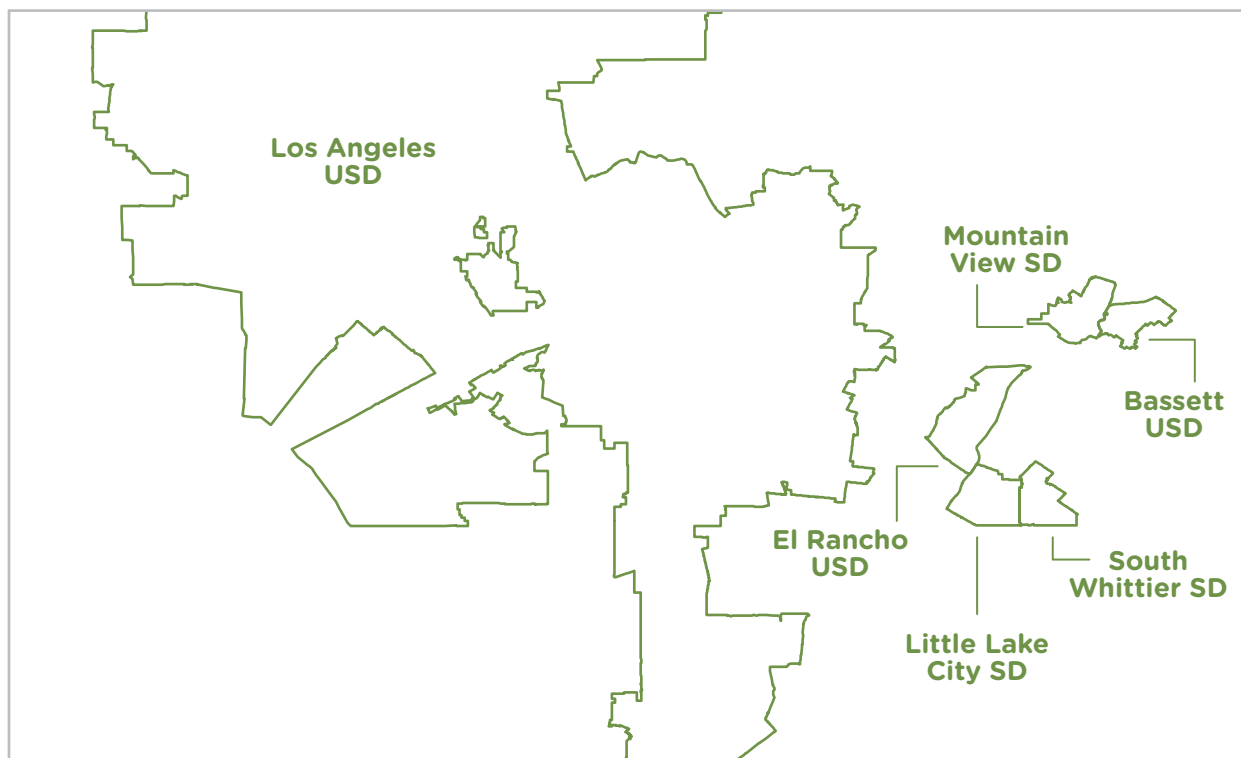 Los Angeles
USD
Mountain
View SD
Bassett
USD
El Rancho
USD
South
Whittier SD
Little Lake
City SD